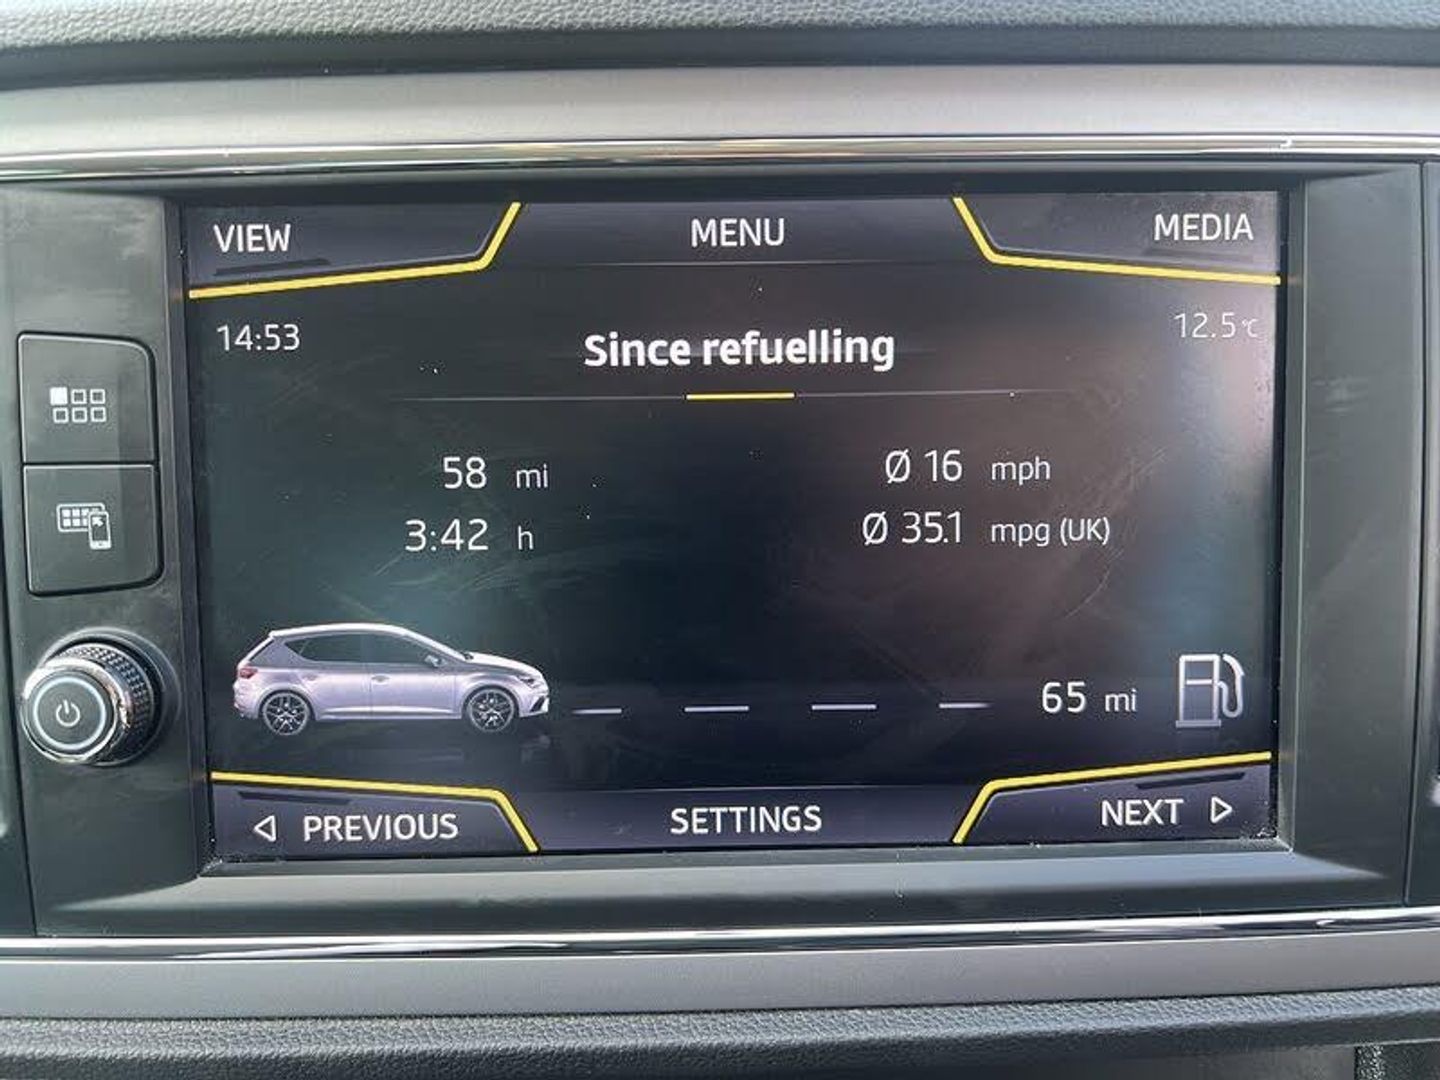 VIEW MENU MEDIA
14:53 12.5°C
Since refuelling
58 mi Ø 16 mph
3:42 h Ø 35.1 mpg (UK)
65 mi
PREVIOUS SETTINGS NEXT